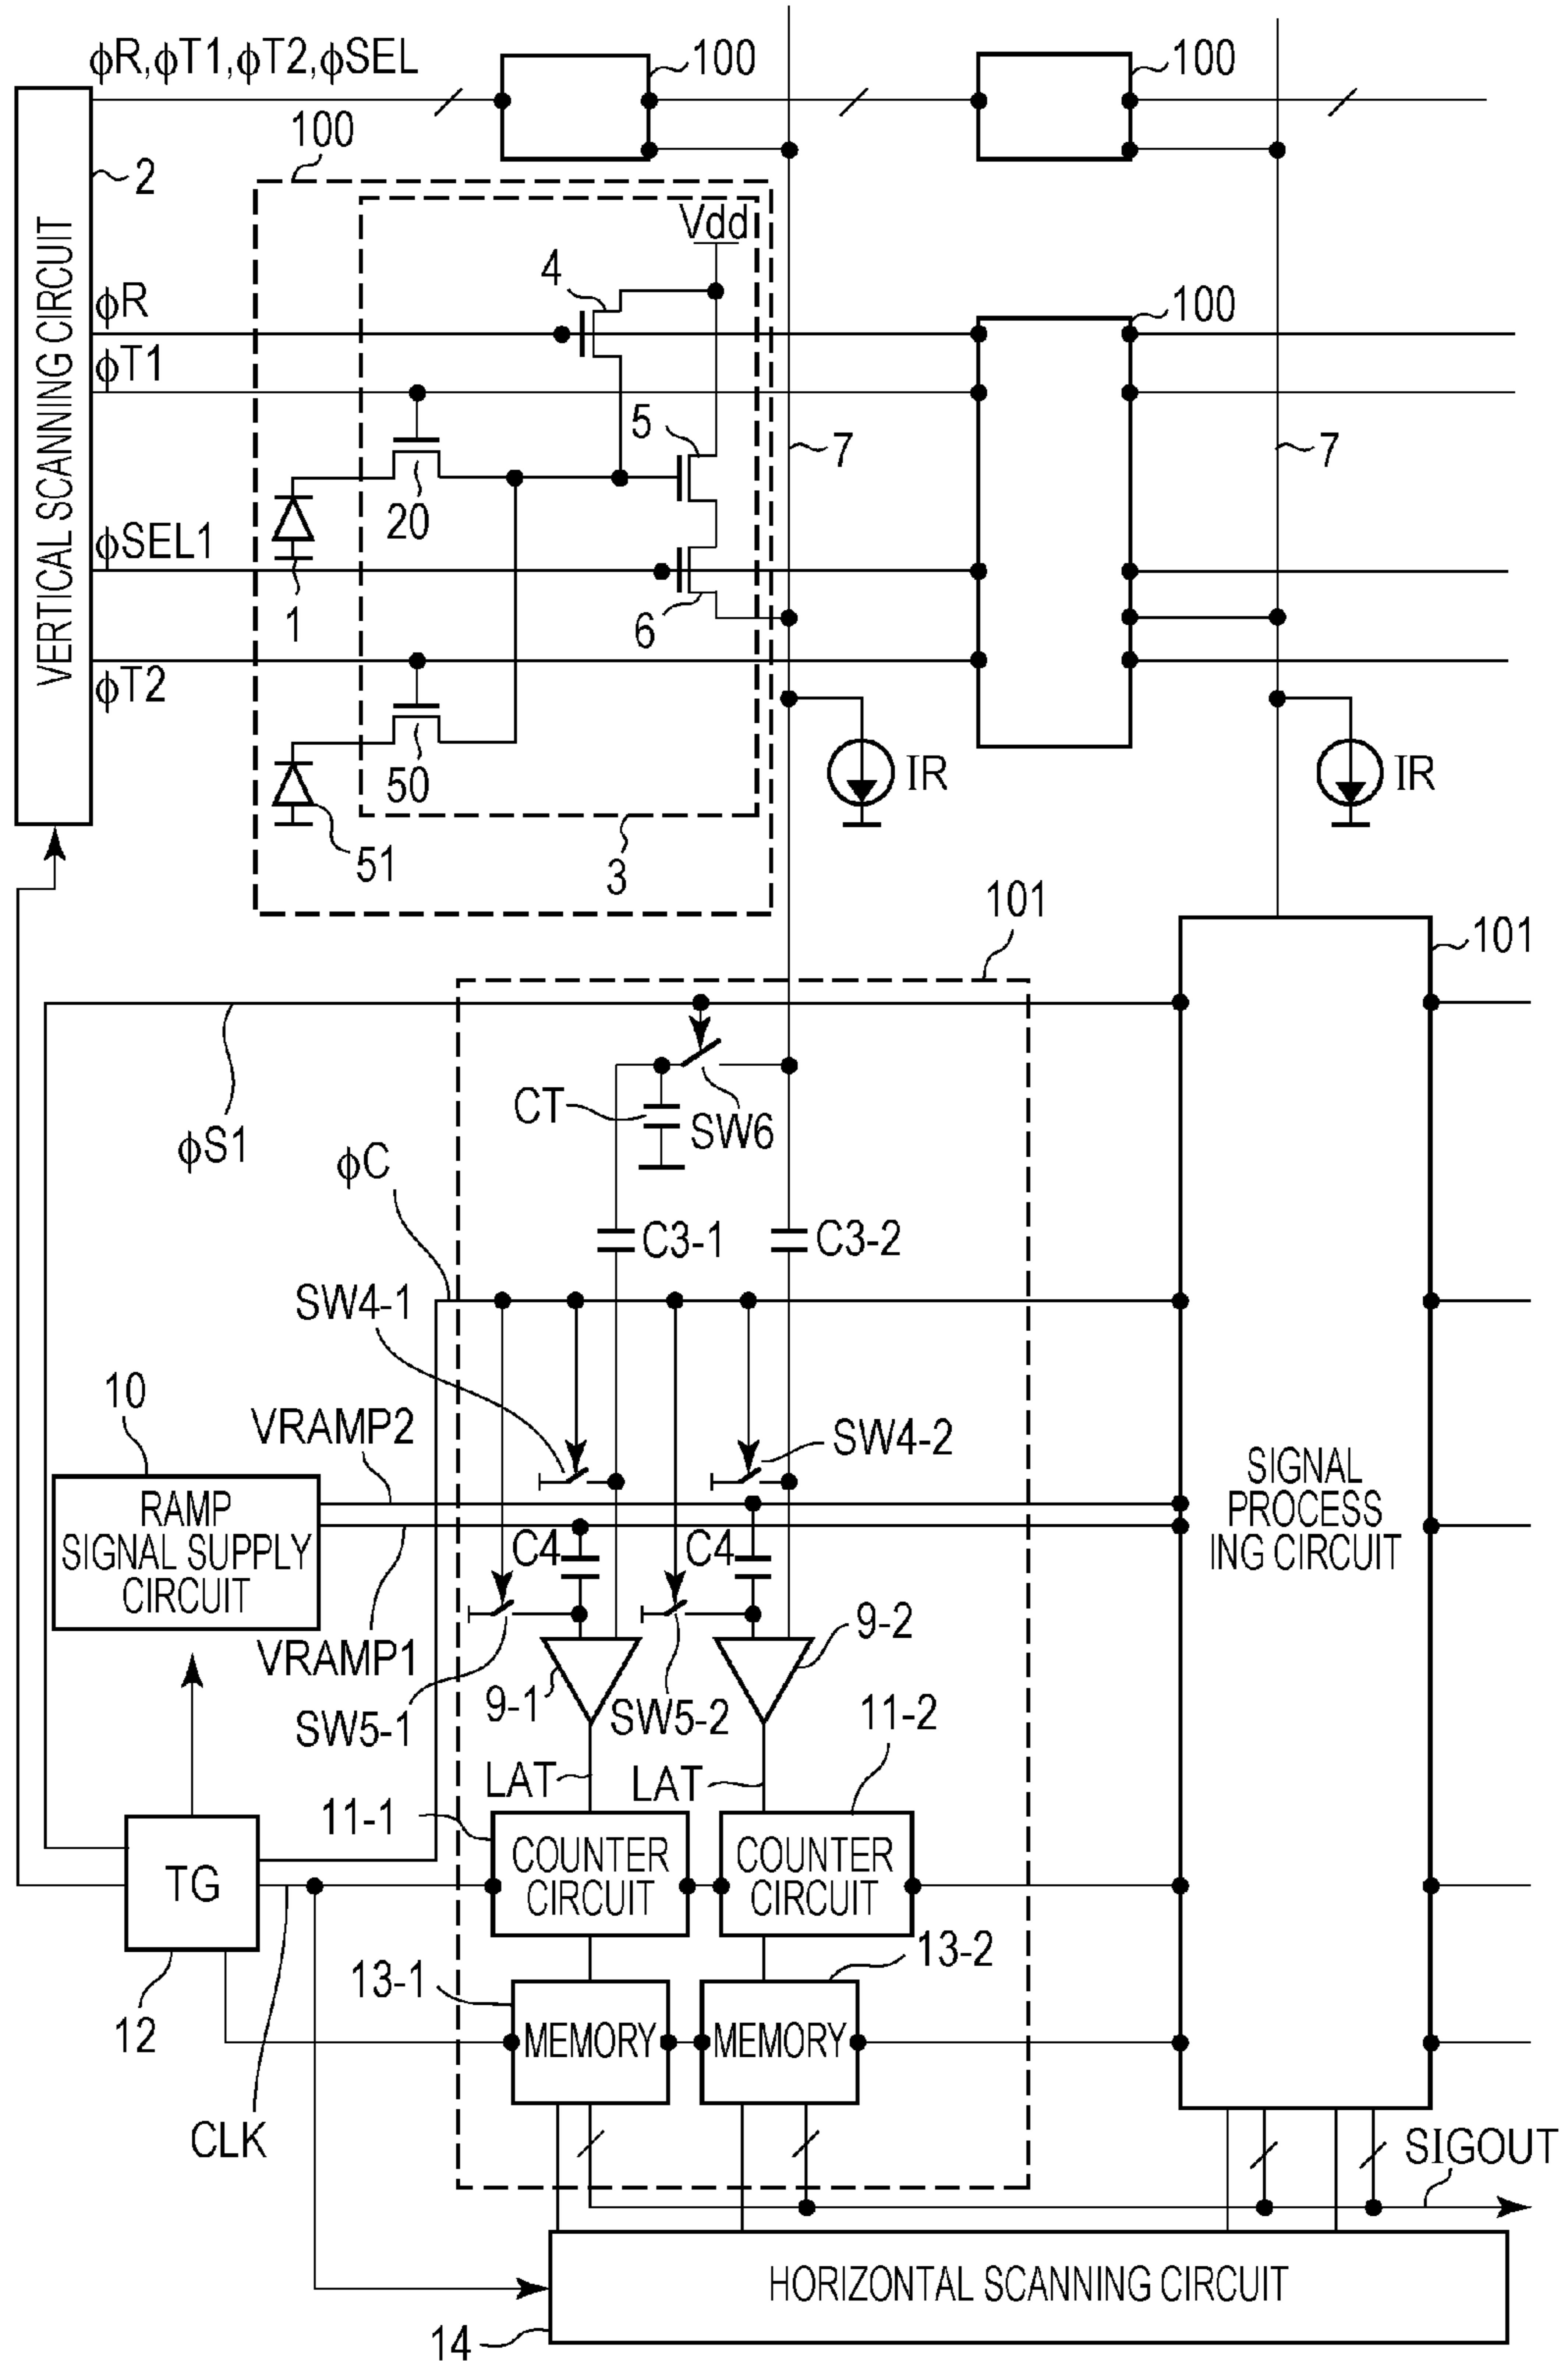 ϕR,ϕT1,ϕT2,ϕSEL
100
100
100
2
VERTICAL SCANNING CIRCUIT
Vdd
4
ϕR
100
ϕT1
5
7
7
20
ϕSEL1
1
6
ϕT2
50
IR
IR
51
3
101
101
CT
SW6
ϕS1
ϕC
C3-1
C3-2
SW4-1
10
VRAMP2
SW4-2
RAMP
SIGNAL SUPPLY
CIRCUIT
C4
C4
SIGNAL
PROCESS
ING CIRCUIT
9-2
VRAMP1
9-1
SW5-1
SW5-2
11-2
LAT
LAT
11-1
COUNTER
CIRCUIT
COUNTER
CIRCUIT
TG
13-2
13-1
12
MEMORY
MEMORY
CLK
SIGOUT
HORIZONTAL SCANNING CIRCUIT
14